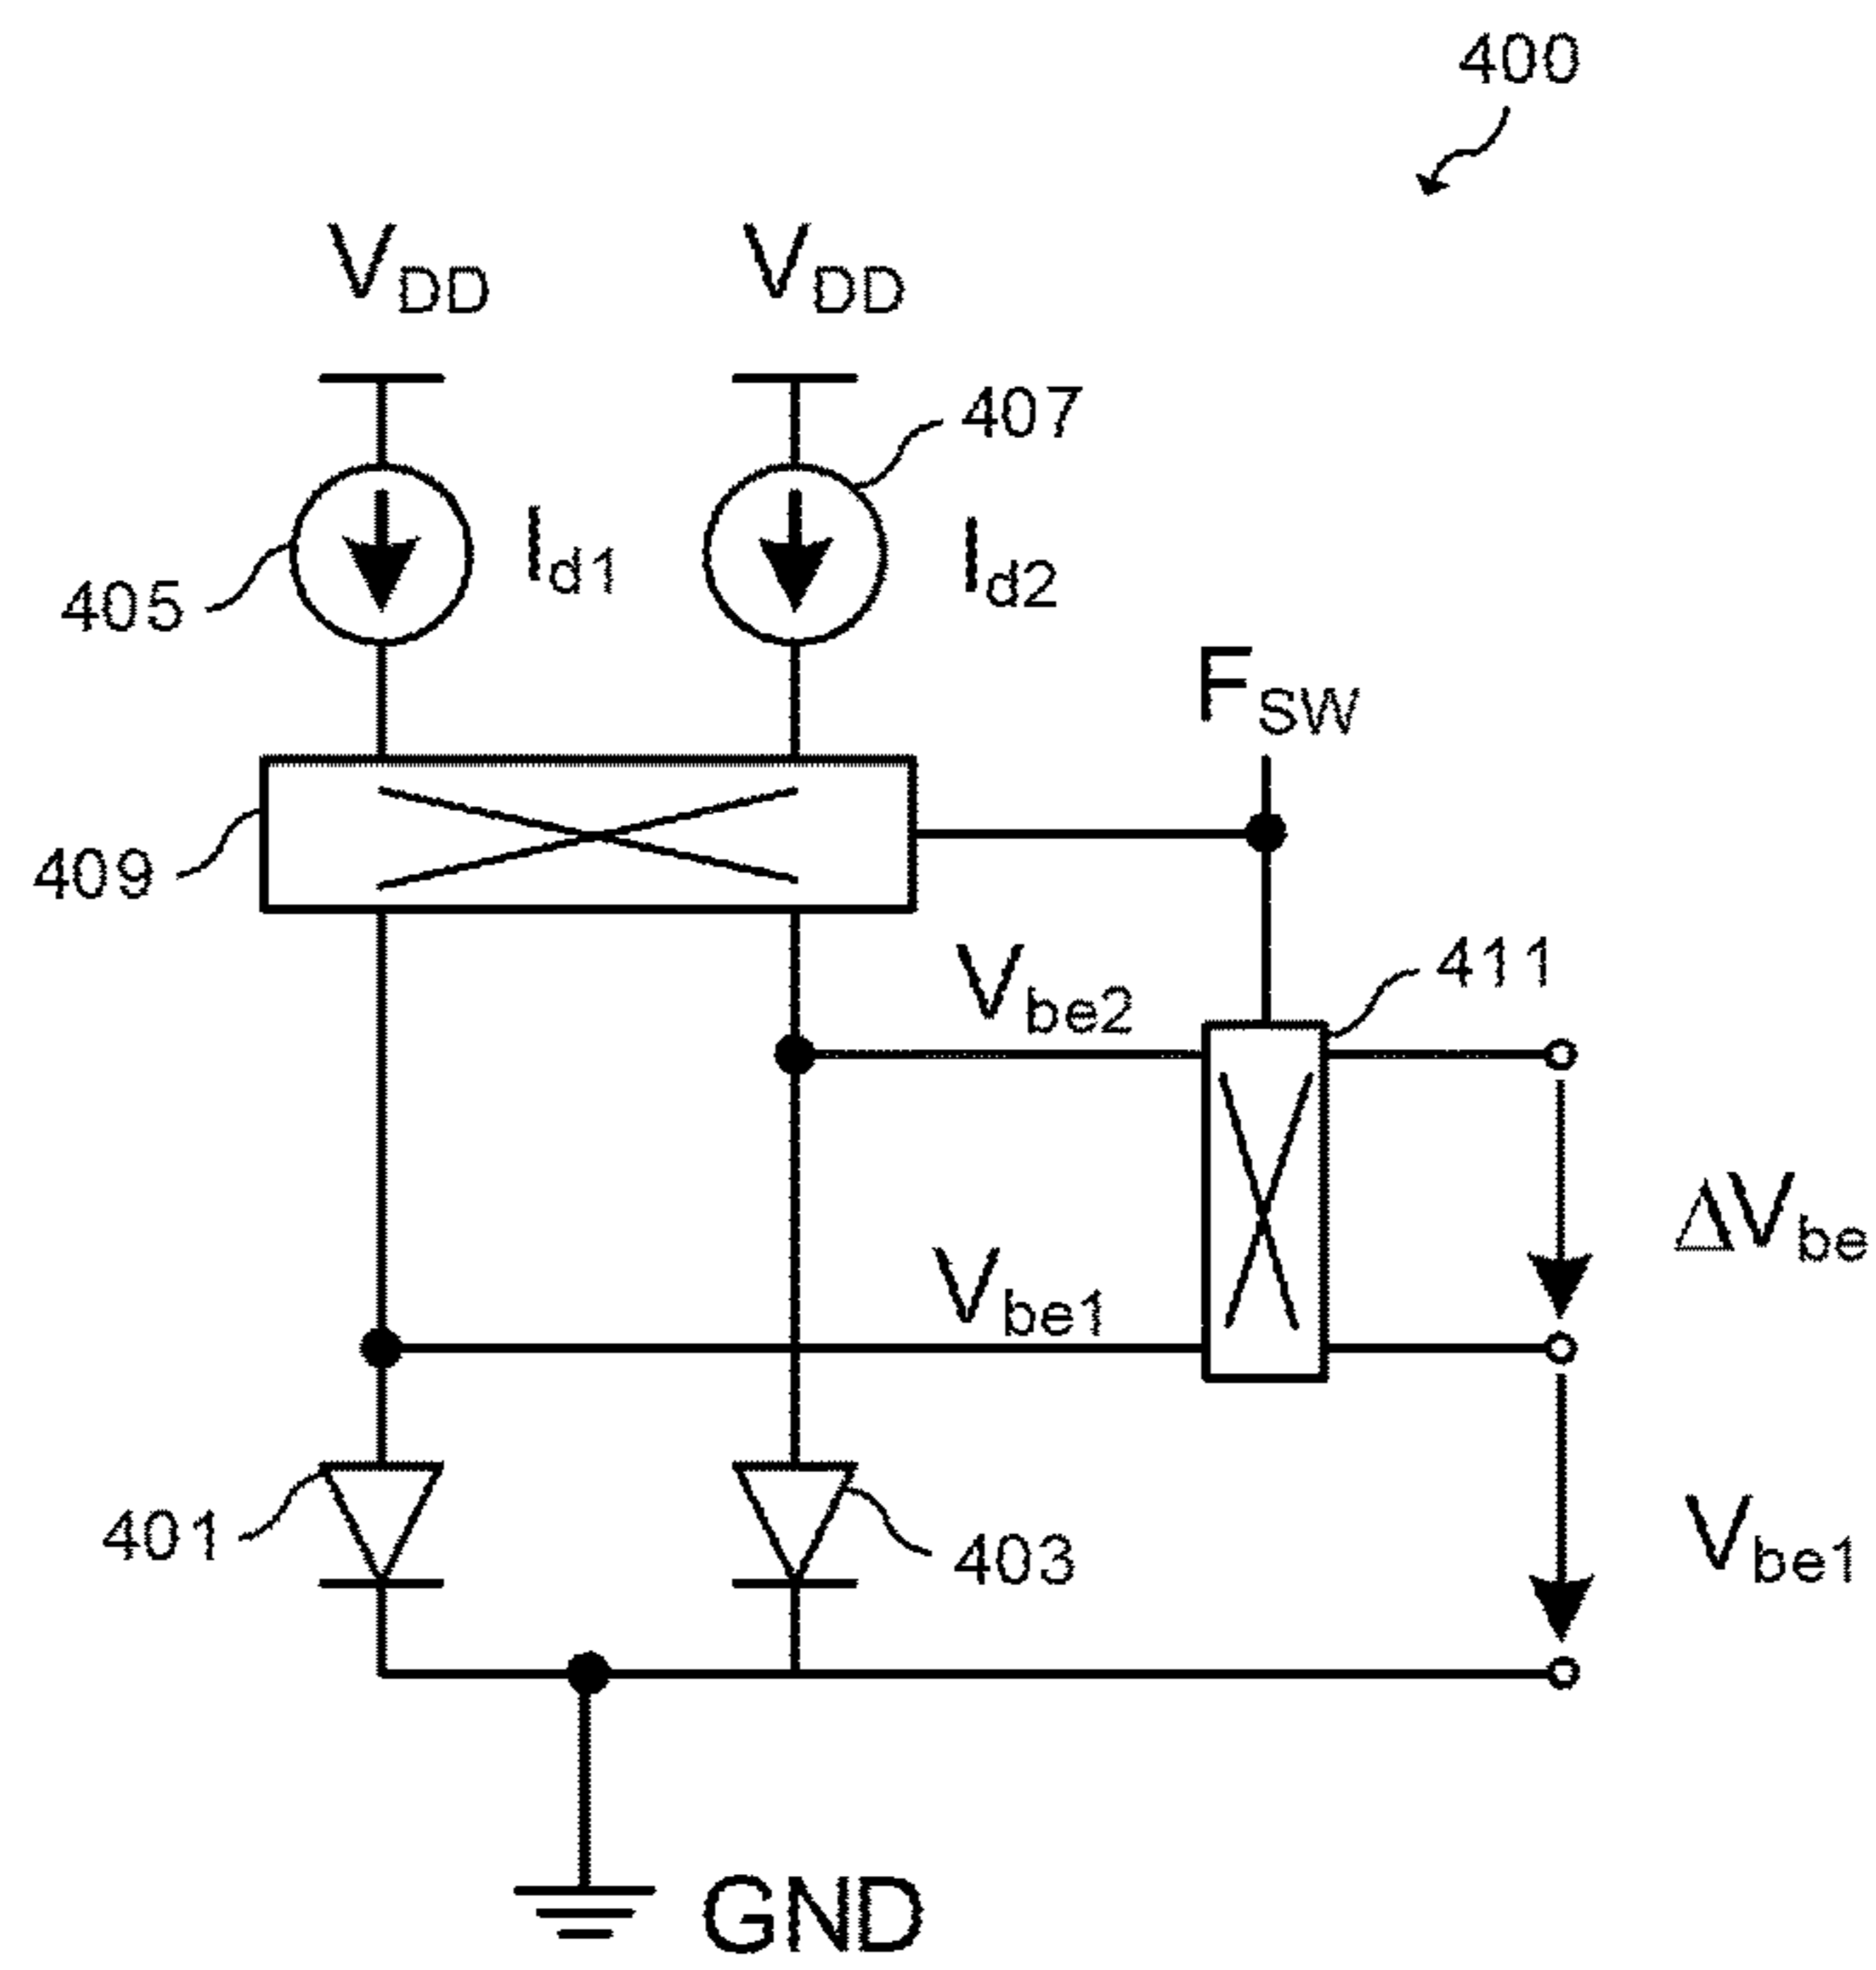 400
VDD
VDD
407
Id1
Id2
405
FSW
409
Vbe2
411
ΔVbe
Vbe1
401
403
Vbe1
GND